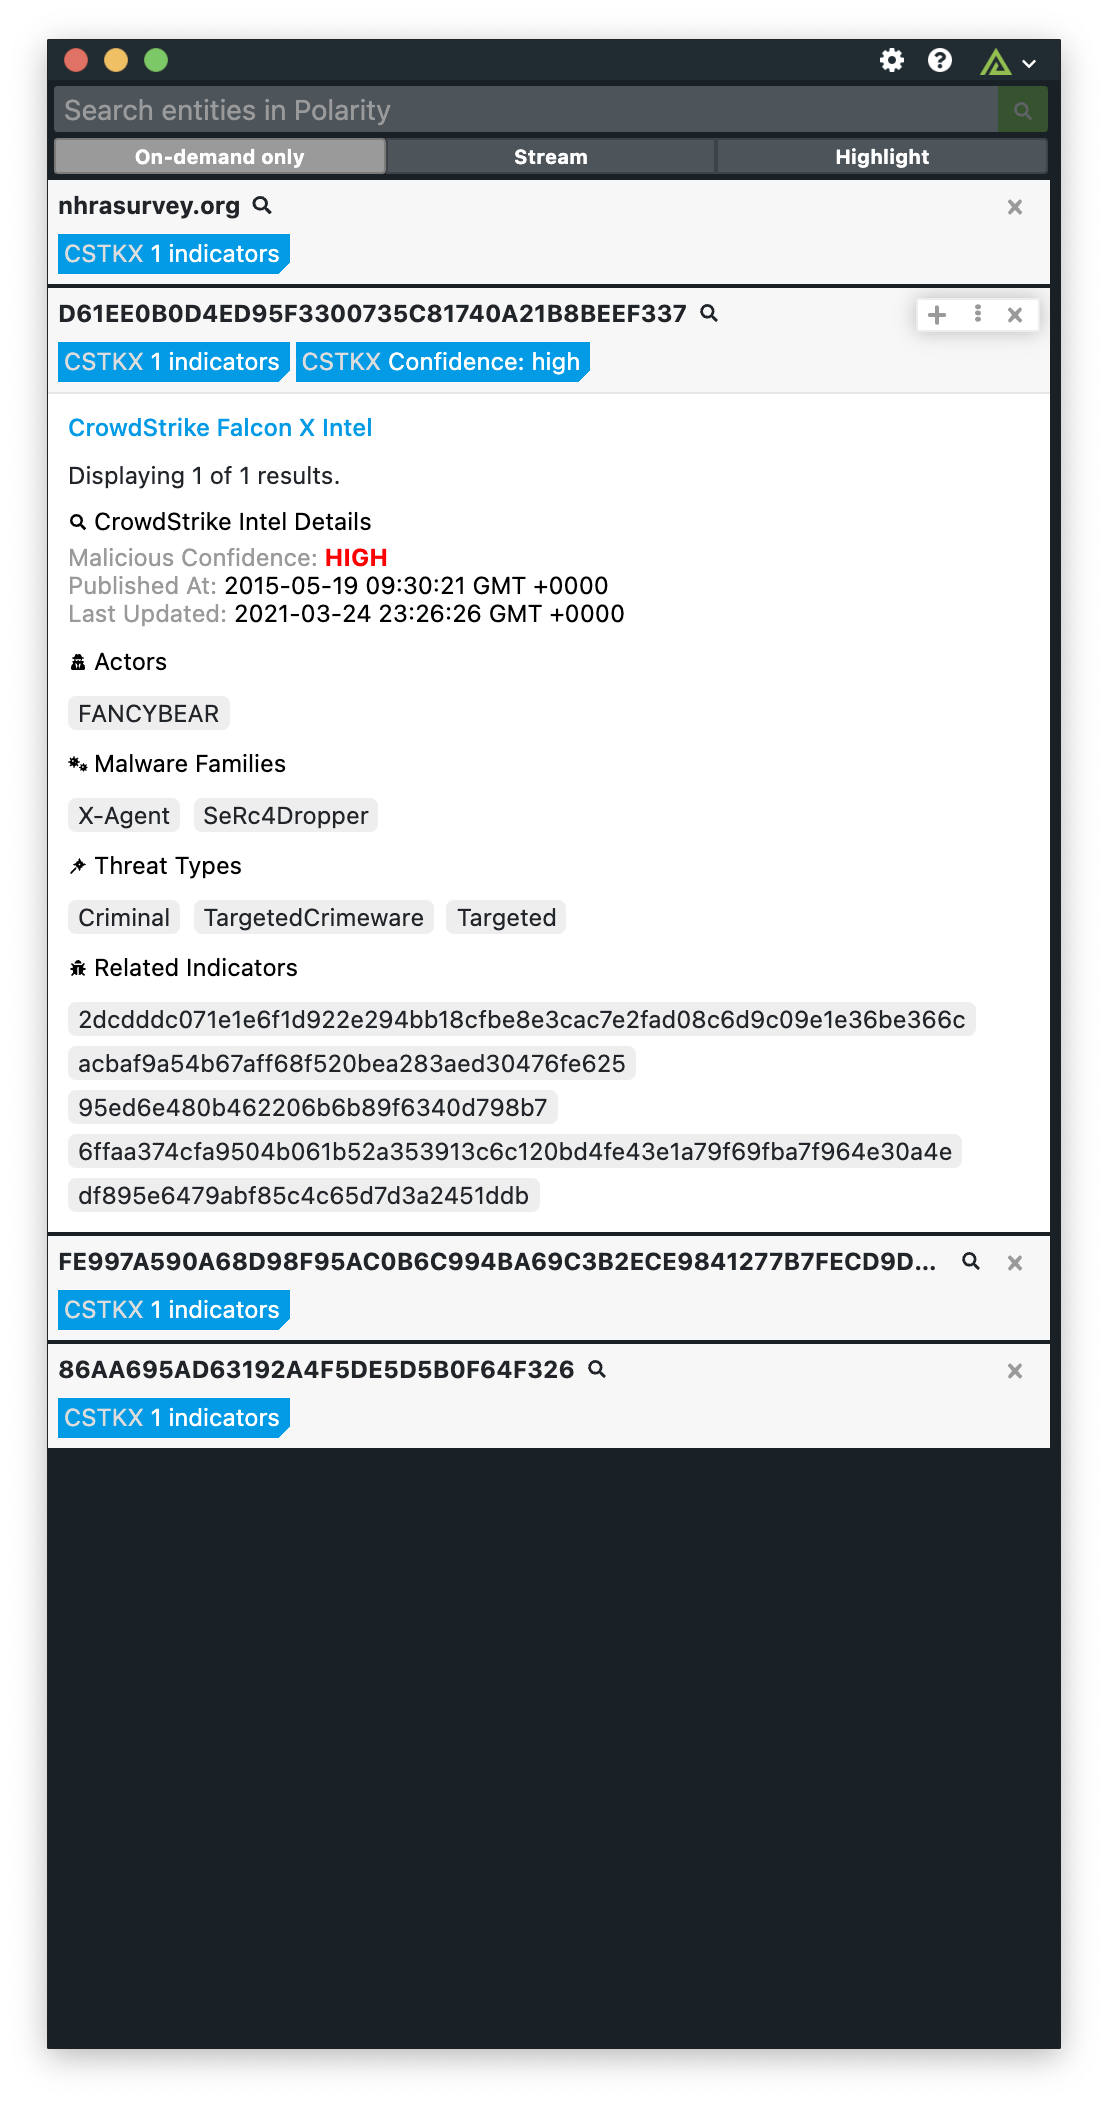 Search entities in Polarity
On-demand only Stream Highlight
nhrasurvey.org
CSTKX 1 indicators
D61EE0B0D4ED95F3300735C81740A21B8BEEF337
CSTKX 1 indicators CSTKX Confidence: high
CrowdStrike Falcon X Intel
Displaying 1 of 1 results.
CrowdStrike Intel Details
Malicious Confidence: HIGH
Published At: 2015-05-19 09:30:21 GMT +0000
Last Updated: 2021-03-24 23:26:26 GMT +0000
Actors
FANCYBEAR
Malware Families
X-Agent SeRc4Dropper
Threat Types
Criminal TargetedCrimeware Targeted
Related Indicators
2dcdddc071e1e6f1d922e294bb18cfbe8e3cac7e2fad08c6d9c09e1e36be366c
acbaf9a54b67aff68f520bea283aed30476fe625
95ed6e480b462206b6b89f6340d798b7
6ffaa374cfa9504b061b52a353913c6c120bd4fe43e1a79f69fba7f964e30a4e
df895e6479abf85c4c65d7d3a2451ddb
FE997A590A68D98F95AC0B6C994BA69C3B2ECE9841277B7FECD9D...
CSTKX 1 indicators
86AA695AD63192A4F5DE5D5B0F64F326
CSTKX 1 indicators